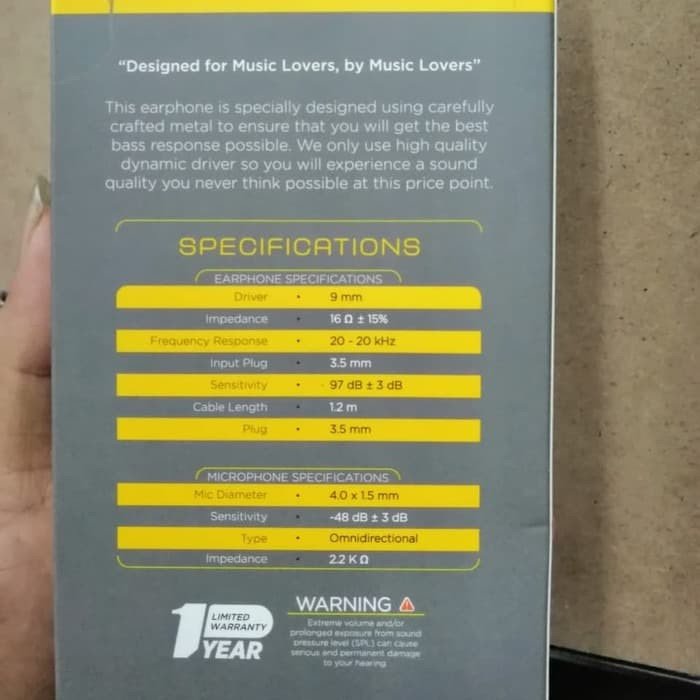 “Designed for Music Lovers, by Music Lovers”
This earphone is specially designed using carefully
crafted metal to ensure that you will get the best
bass response possible. We only use high quality
dynamic driver so you will experience a sound
quality you never think possible at this price point.
SPECIFICATIONS
EARPHONE SPECIFICATIONS
Driver • 9 mm
Impedance • 16 Ω ± 15%
Frequency Response • 20 - 20 kHz
Input Plug • 3.5 mm
Sensitivity • 97 dB ± 3 dB
Cable Length • 1.2 m
Plug • 3.5 mm
MICROPHONE SPECIFICATIONS
Mic Diameter • 4.0 x 1.5 mm
Sensitivity • -48 dB ± 3 dB
Type • Omnidirectional
Impedance • 2.2 K Ω
1 LIMITED
WARRANTY
YEAR
WARNING
Extreme volume and/or
prolonged exposure from sound
pressure level (SPL) can cause
serious and permanent damage
to your hearing